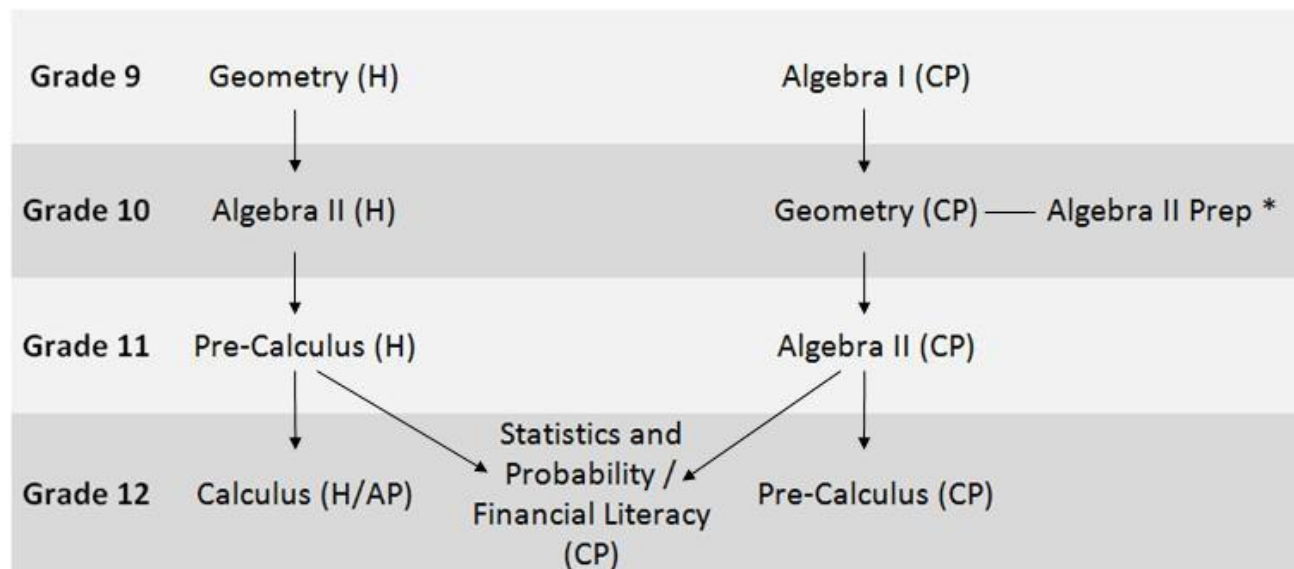 Grade 9 Geometry (H) Algebra I (CP)
Grade 10 Algebra II (H) Geometry (CP) Algebra II Prep *
Grade 11 Pre-Calculus (H) Algebra II (CP)
Grade 12 Calculus (H/AP)
Statistics and
Probability /
Financial Literacy
(CP)
Pre-Calculus (CP)